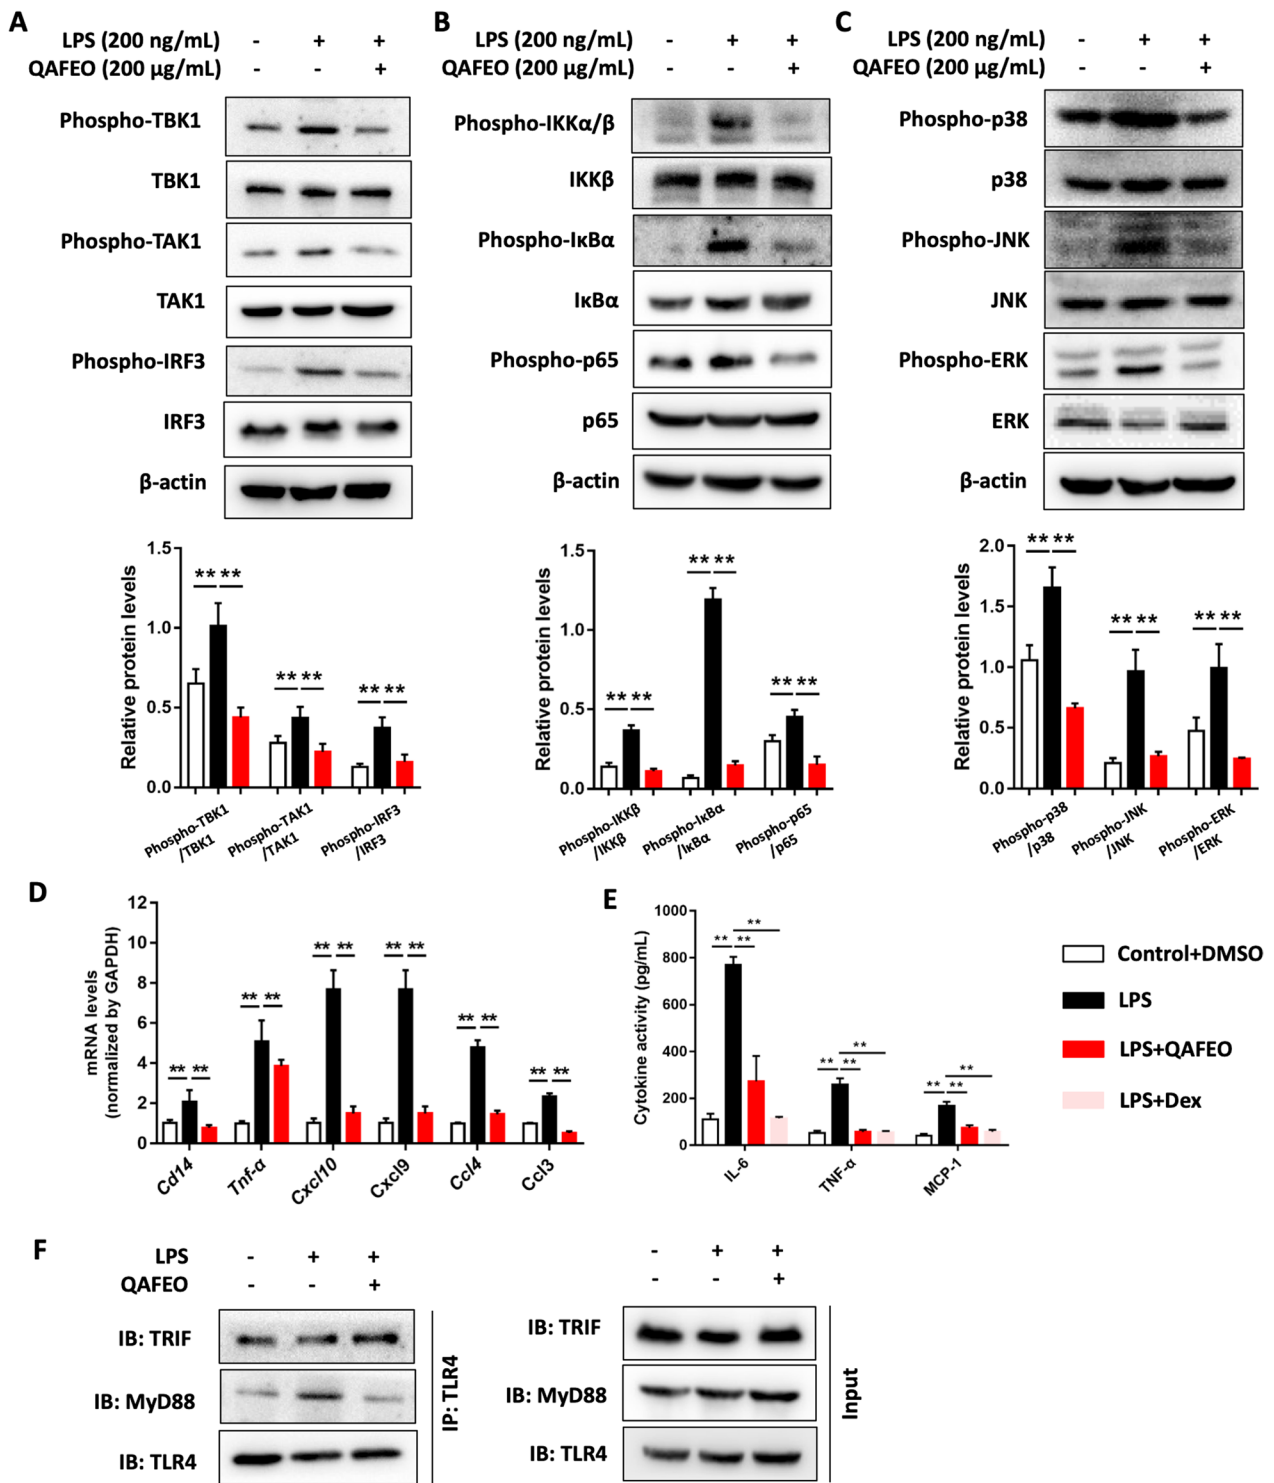 A
LPS (200 ng/mL) - + +
QAFEO (200 µg/mL) - - +
Phospho-TBK1
TBK1
Phospho-TAK1
TAK1
Phospho-IRF3
IRF3
β-actin
Relative protein levels
1.5
1.0
0.5
0.0
** ** ** ** ** **
Phospho-TBK1
/TBK1
Phospho-TAK1
/TAK1
Phospho-IRF3
/IRF3
B
LPS (200 ng/mL) - + +
QAFEO (200 µg/mL) - - +
Phospho-IKKα/β
IKKβ
Phospho-IκBα
IκBα
Phospho-p65
p65
β-actin
Relative protein levels
1.5
1.0
0.5
0.0
** ** ** ** ** **
Phospho-IKKβ
/IKKβ
Phospho-IκBα
/IκBα
Phospho-p65
/p65
C
LPS (200 ng/mL) - + +
QAFEO (200 µg/mL) - - +
Phospho-p38
p38
Phospho-JNK
JNK
Phospho-ERK
ERK
β-actin
Relative protein levels
2.0
1.5
1.0
0.5
0.0
** ** ** ** ** **
Phospho-p38
/p38
Phospho-JNK
/JNK
Phospho-ERK
/ERK
D
mRNA levels
(normalized by GAPDH)
12
10
8
6
4
2
0
** ** ** ** ** ** ** ** ** ** ** **
Cd14
Tnf-α
Cxcl10
Cxcl9
Ccl4
Ccl3
E
Cytokine activity (pg/mL)
1000
800
600
400
200
0
** ** ** ** ** ** ** ** **
IL-6
TNF-α
MCP-1
Control+DMSO
LPS
LPS+QAFEO
LPS+Dex
F
LPS - + +
QAFEO - - +
IB: TRIF
IB: MyD88
IB: TLR4
IP: TLR4
- + +
- - +
IB: TRIF
IB: MyD88
IB: TLR4
Input